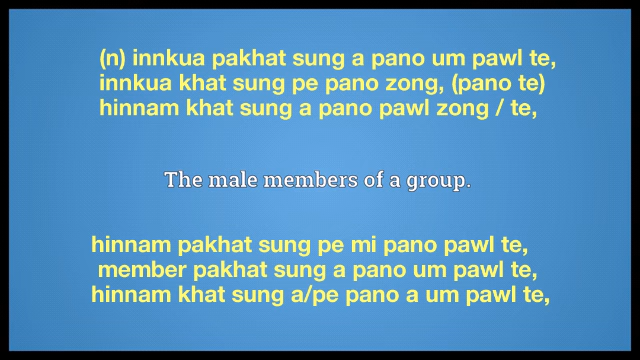 (n) innkua pakhat sung a pano um pawl te,
innkua khat sung pe pano zong, (pano te)
hinnam khat sung a pano pawl zong / te,
The male members of a group.
hinnam pakhat sung pe mi pano pawl te,
member pakhat sung a pano um pawl te,
hinnam khat sung a/pe pano a um pawl te,